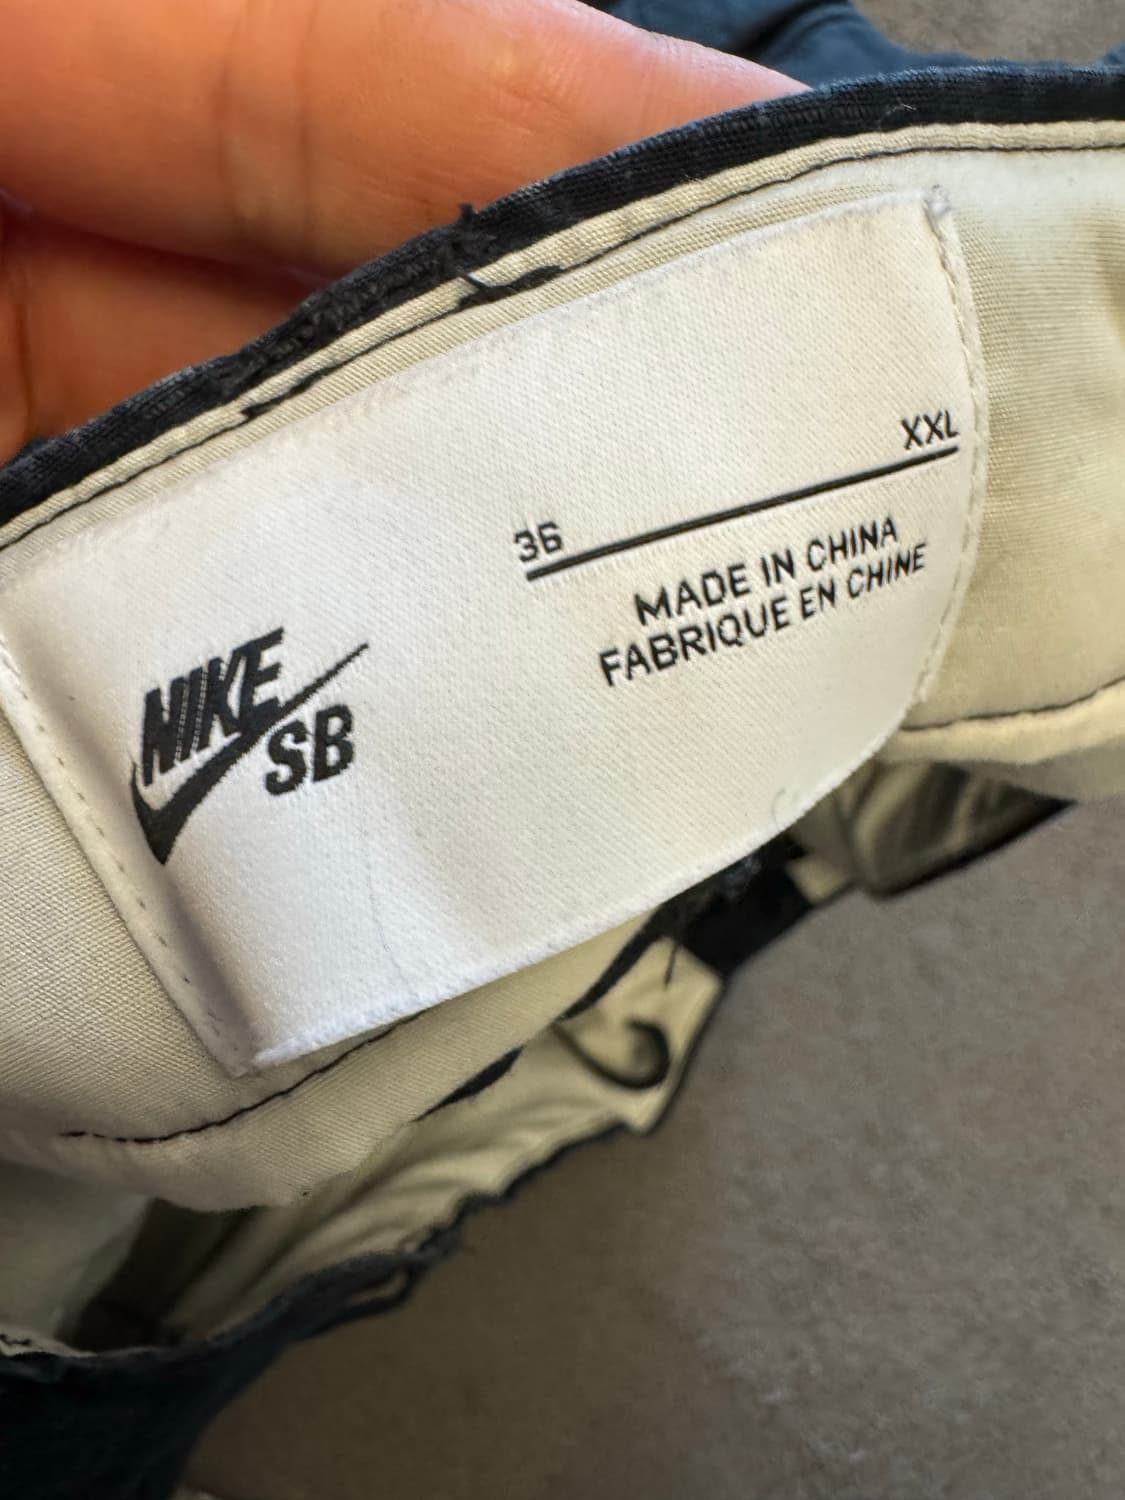 XXL
36
MADE IN CHINA
FABRIQUE EN CHINE
NIKE
SB